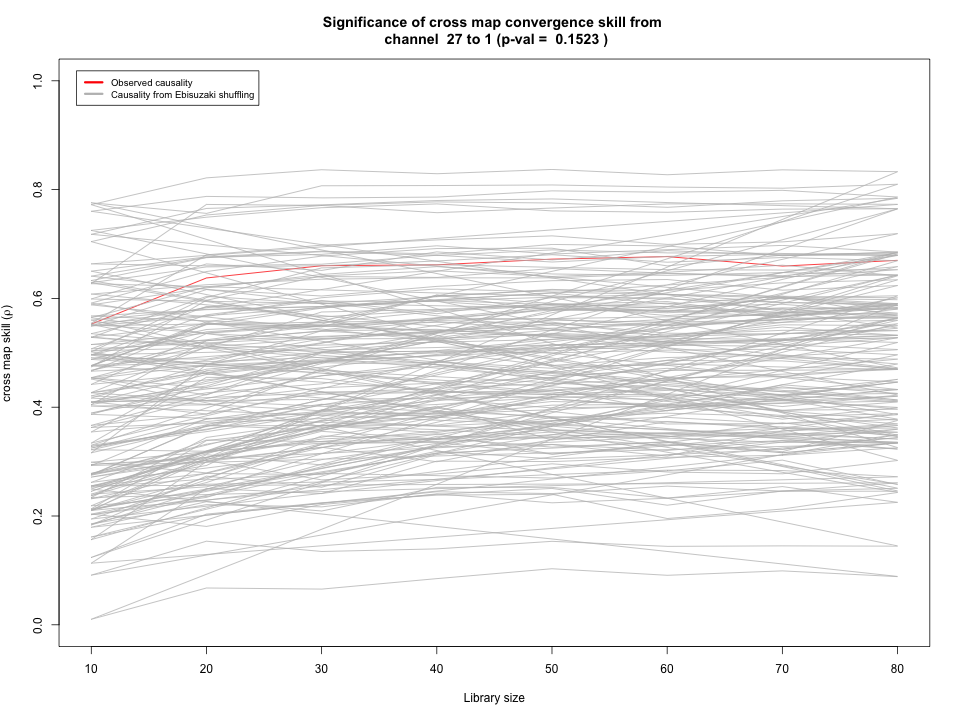 Significance of cross map convergence skill from
channel  27 to 1 (p-val =  0.1523 )
Observed causality
Causality from Ebisuzaki shuffling
cross map skill (ρ)
1.0
0.8
0.6
0.4
0.2
0.0
10 20 30 40 50 60 70 80
Library size